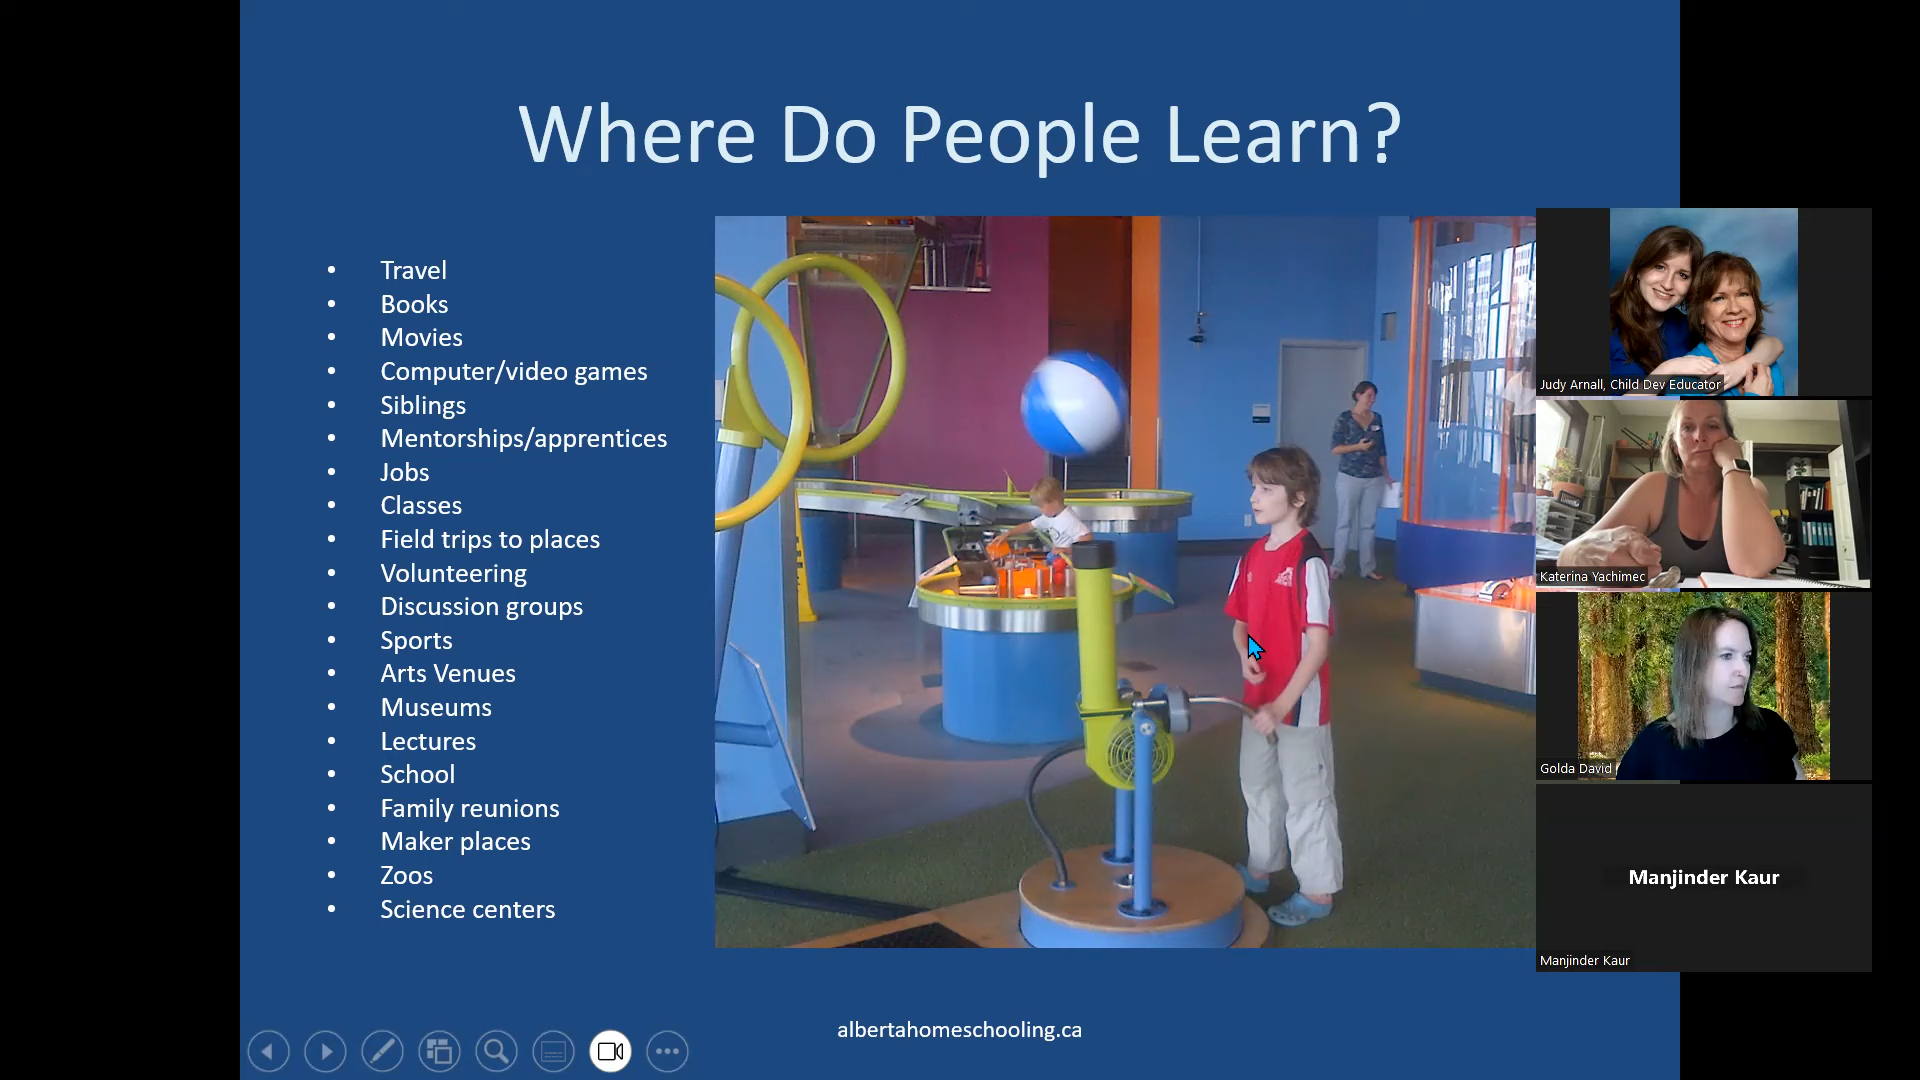 Where Do People Learn?
• Travel
• Books
• Movies
• Computer/video games
• Siblings
• Mentorships/apprentices
• Jobs
• Classes
• Field trips to places
• Volunteering
• Discussion groups
• Sports
• Arts Venues
• Museums
• Lectures
• School
• Family reunions
• Maker places
• Zoos
• Science centers
albertahomeschooling.ca
Judy Arnall, Child Dev Educator
Katerina Yachimec
Golda David
Manjinder Kaur
Manjinder Kaur